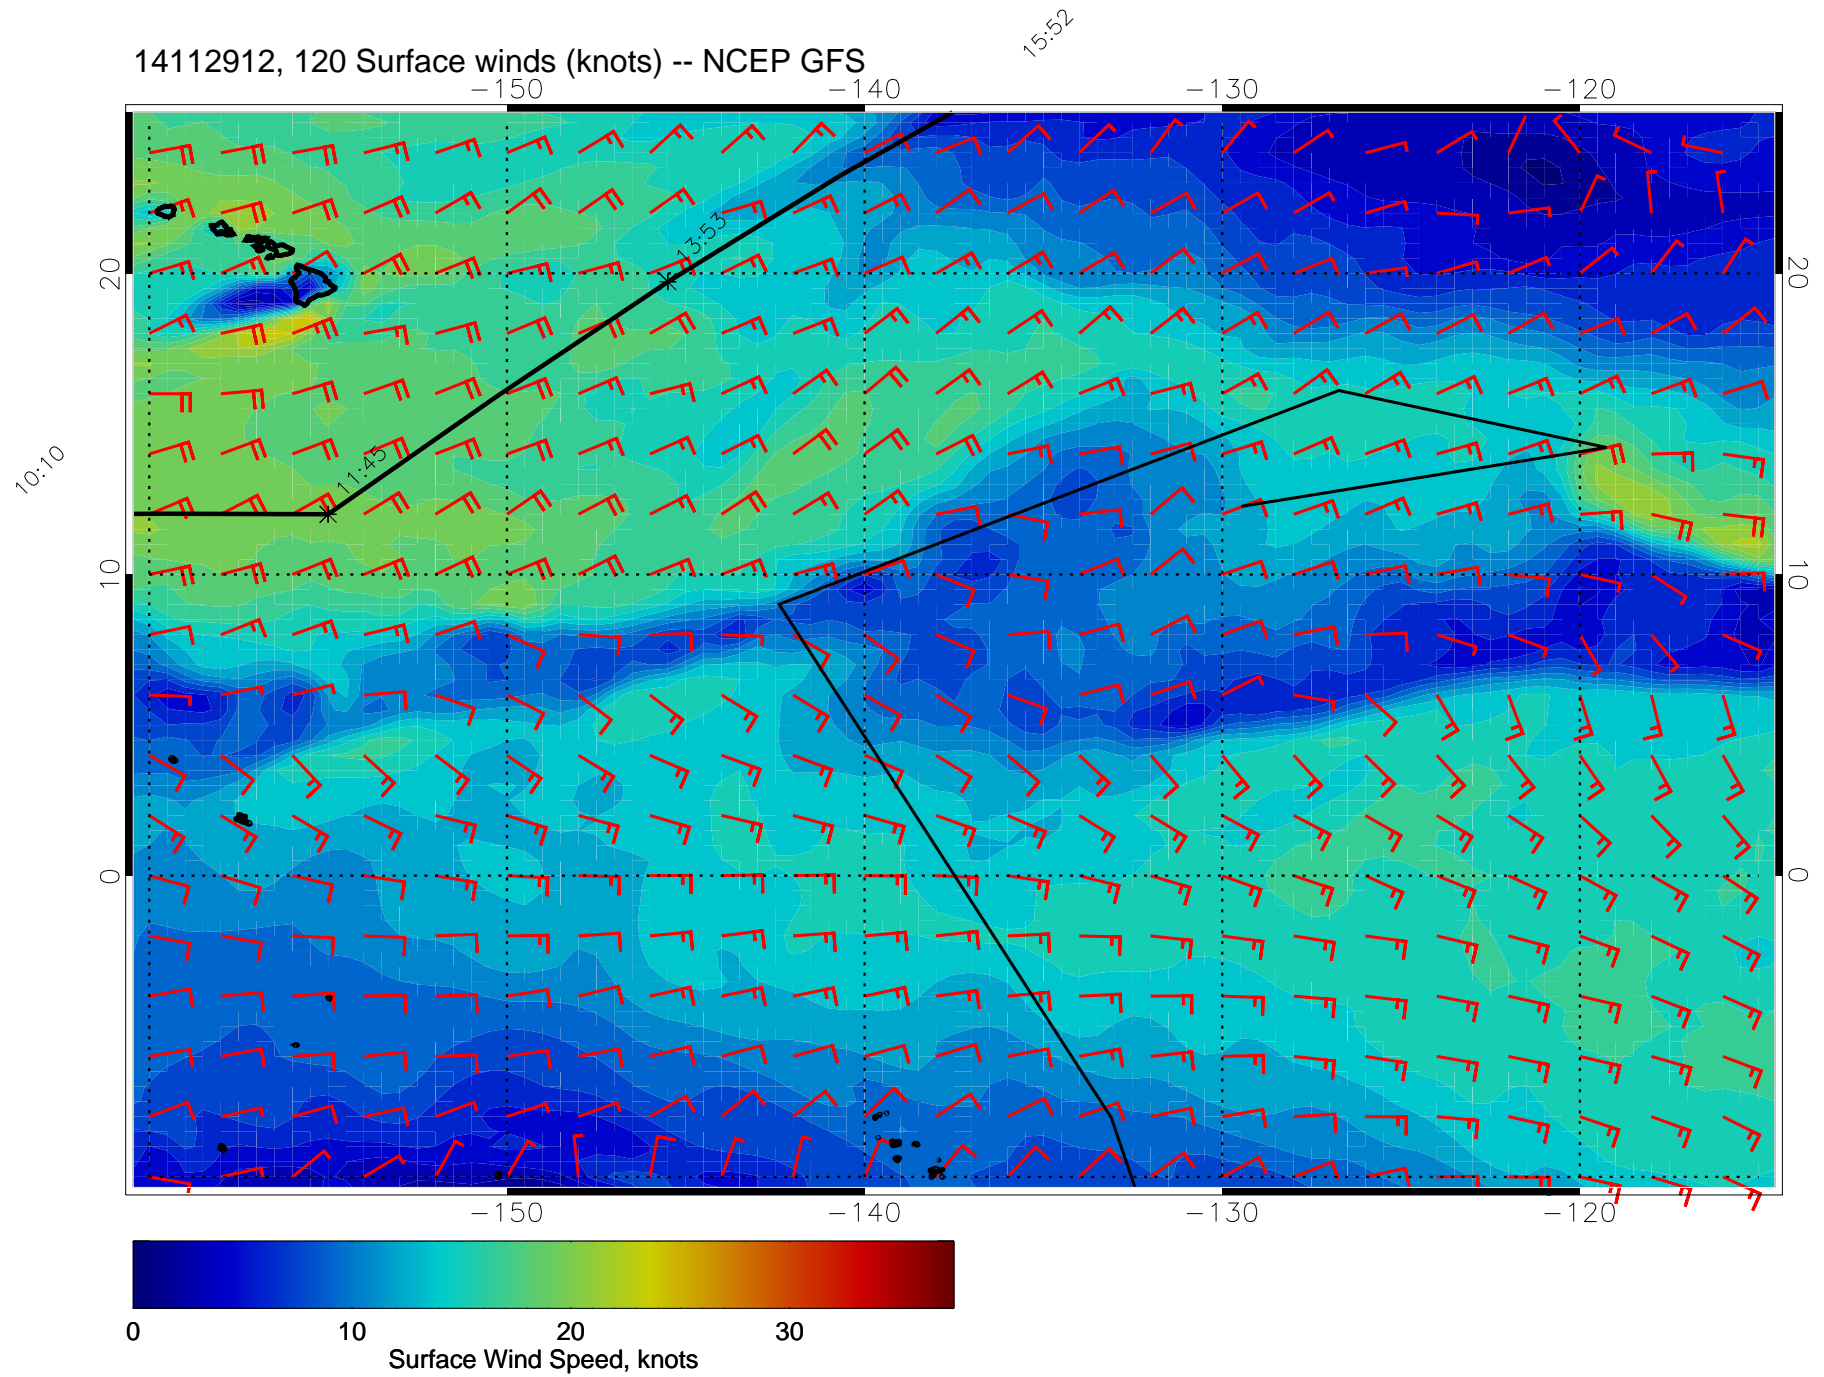 15:52
14112912, 120 Surface winds (knots) -- NCEP GFS
-150 -140 -130 -120
13:53
20 20
11:45
10:10
10 10
0 0
-150 -140 -130 -120
0 10 20 30
Surface Wind Speed, knots